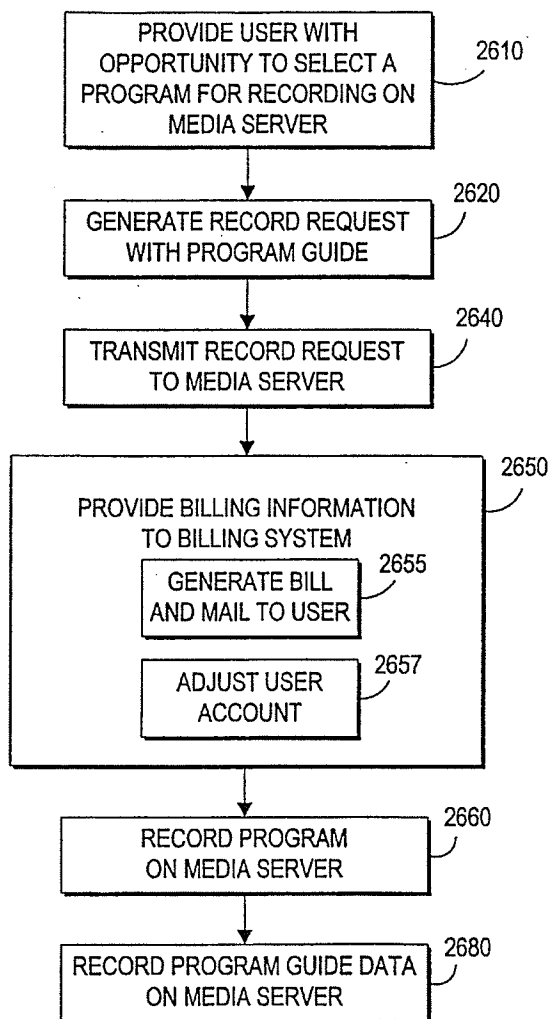 PROVIDE USER WITH
OPPORTUNITY TO SELECT A
PROGRAM FOR RECORDING ON
MEDIA SERVER
2610
GENERATE RECORD REQUEST
WITH PROGRAM GUIDE
2620
TRANSMIT RECORD REQUEST
TO MEDIA SERVER
2640
PROVIDE BILLING INFORMATION
TO BILLING SYSTEM
2650
GENERATE BILL
AND MAIL TO USER
2655
ADJUST USER
ACCOUNT
2657
RECORD PROGRAM
ON MEDIA SERVER
2660
RECORD PROGRAM GUIDE DATA
ON MEDIA SERVER
2680